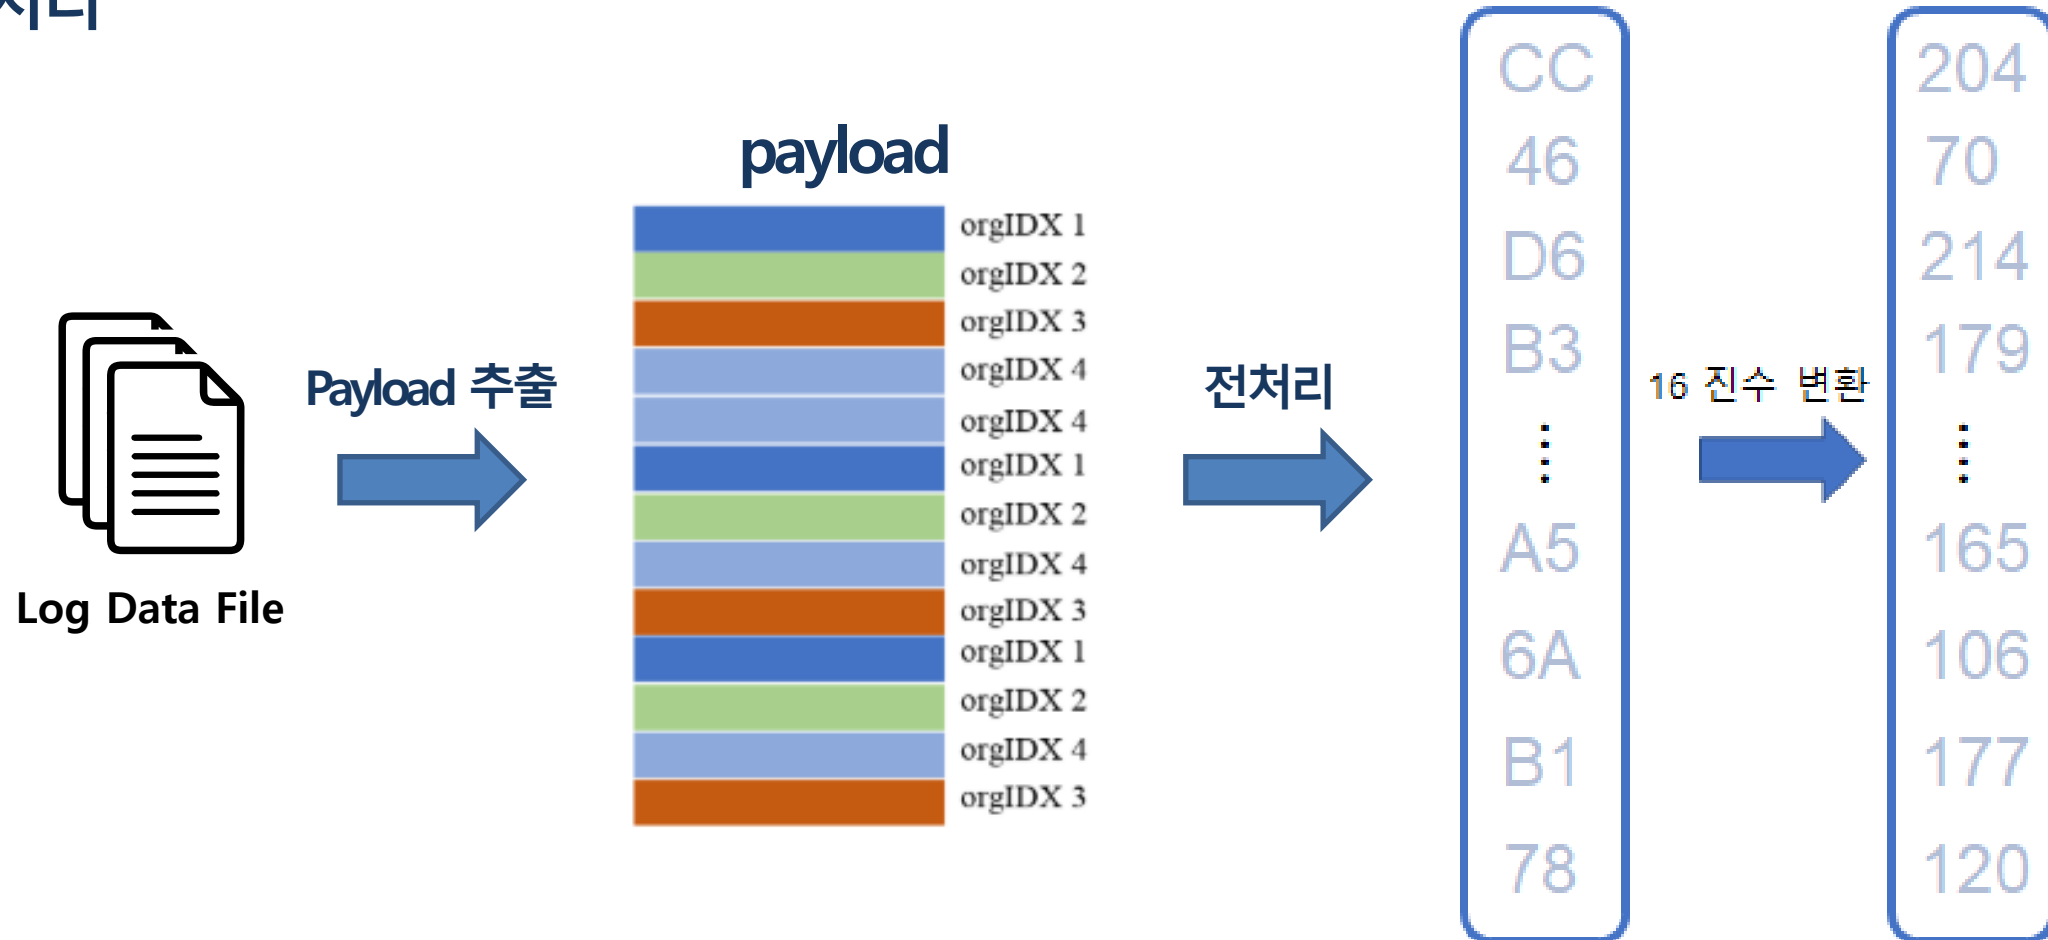 처리
Log Data File
Payload 추출
payload
orgIDX 1
orgIDX 2
orgIDX 3
orgIDX 4
orgIDX 4
orgIDX 1
orgIDX 2
orgIDX 4
orgIDX 3
orgIDX 1
orgIDX 2
orgIDX 4
orgIDX 3
전처리
CC
46
D6
B3
⋮
A5
6A
B1
78
16 진수 변환
204
70
214
179
⋮
165
106
177
120